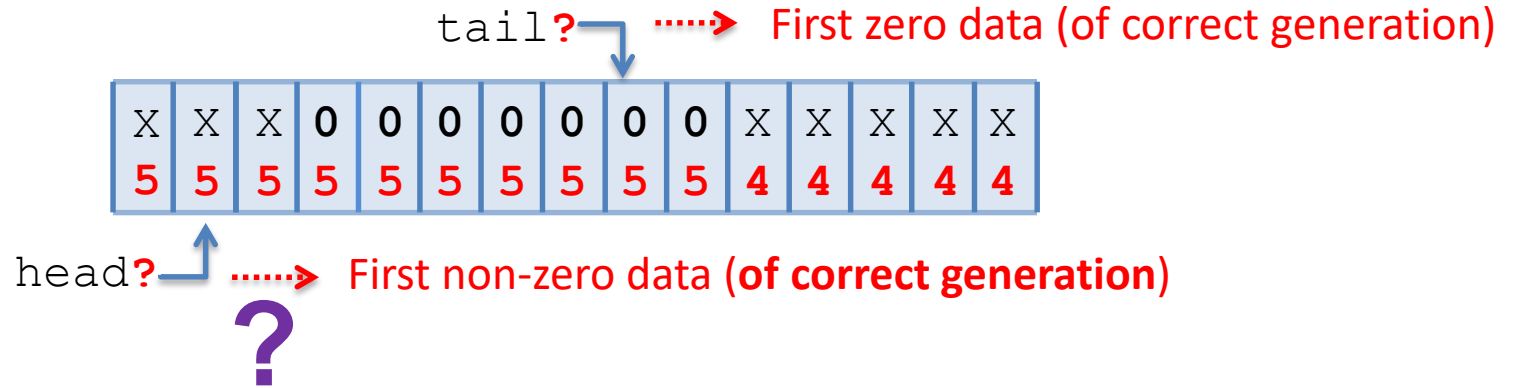 tail? First zero data (of correct generation)
X X X 0 0 0 0 0 0 0 X X X X X
5 5 5 5 5 5 5 5 5 5 4 4 4 4 4
head? First non-zero data (of correct generation)
?